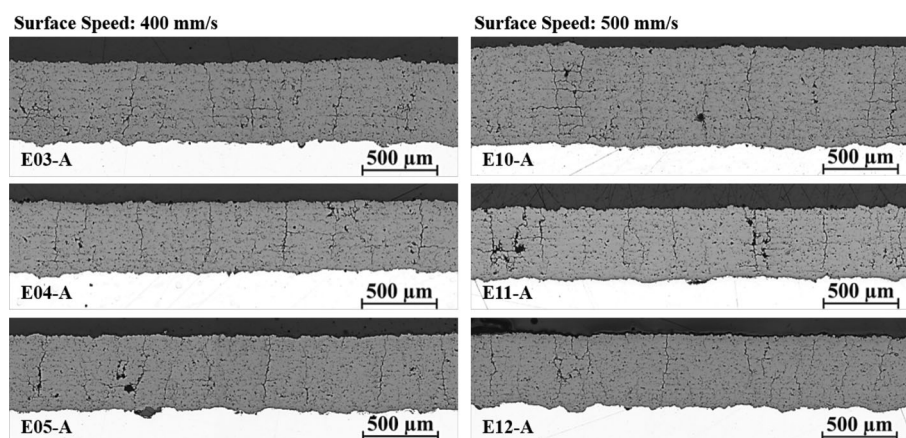 Surface Speed: 400 mm/s
Surface Speed: 500 mm/s
E03-A
500 µm
E10-A
500 µm
E04-A
500 µm
E11-A
500 µm
E05-A
500 µm
E12-A
500 µm